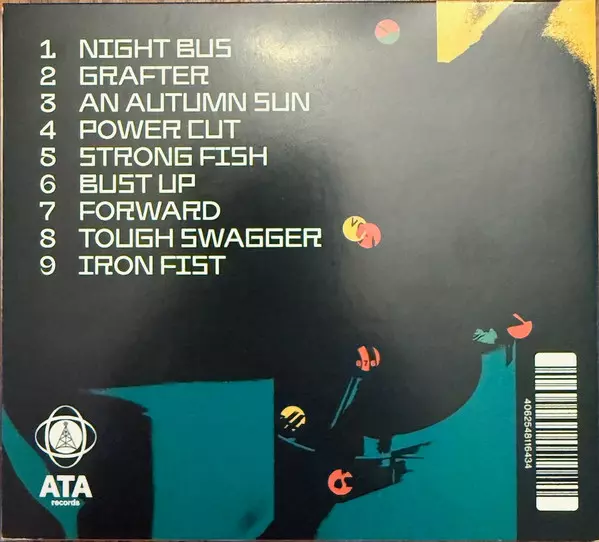 1 NIGHT BUS
2 GRAFTER
3 AN AUTUMN SUN
4 POWER CUT
5 STRONG FISH
6 BUST UP
7 FORWARD
8 TOUGH SWAGGER
9 IRON FIST
ATA
records
4062548116434